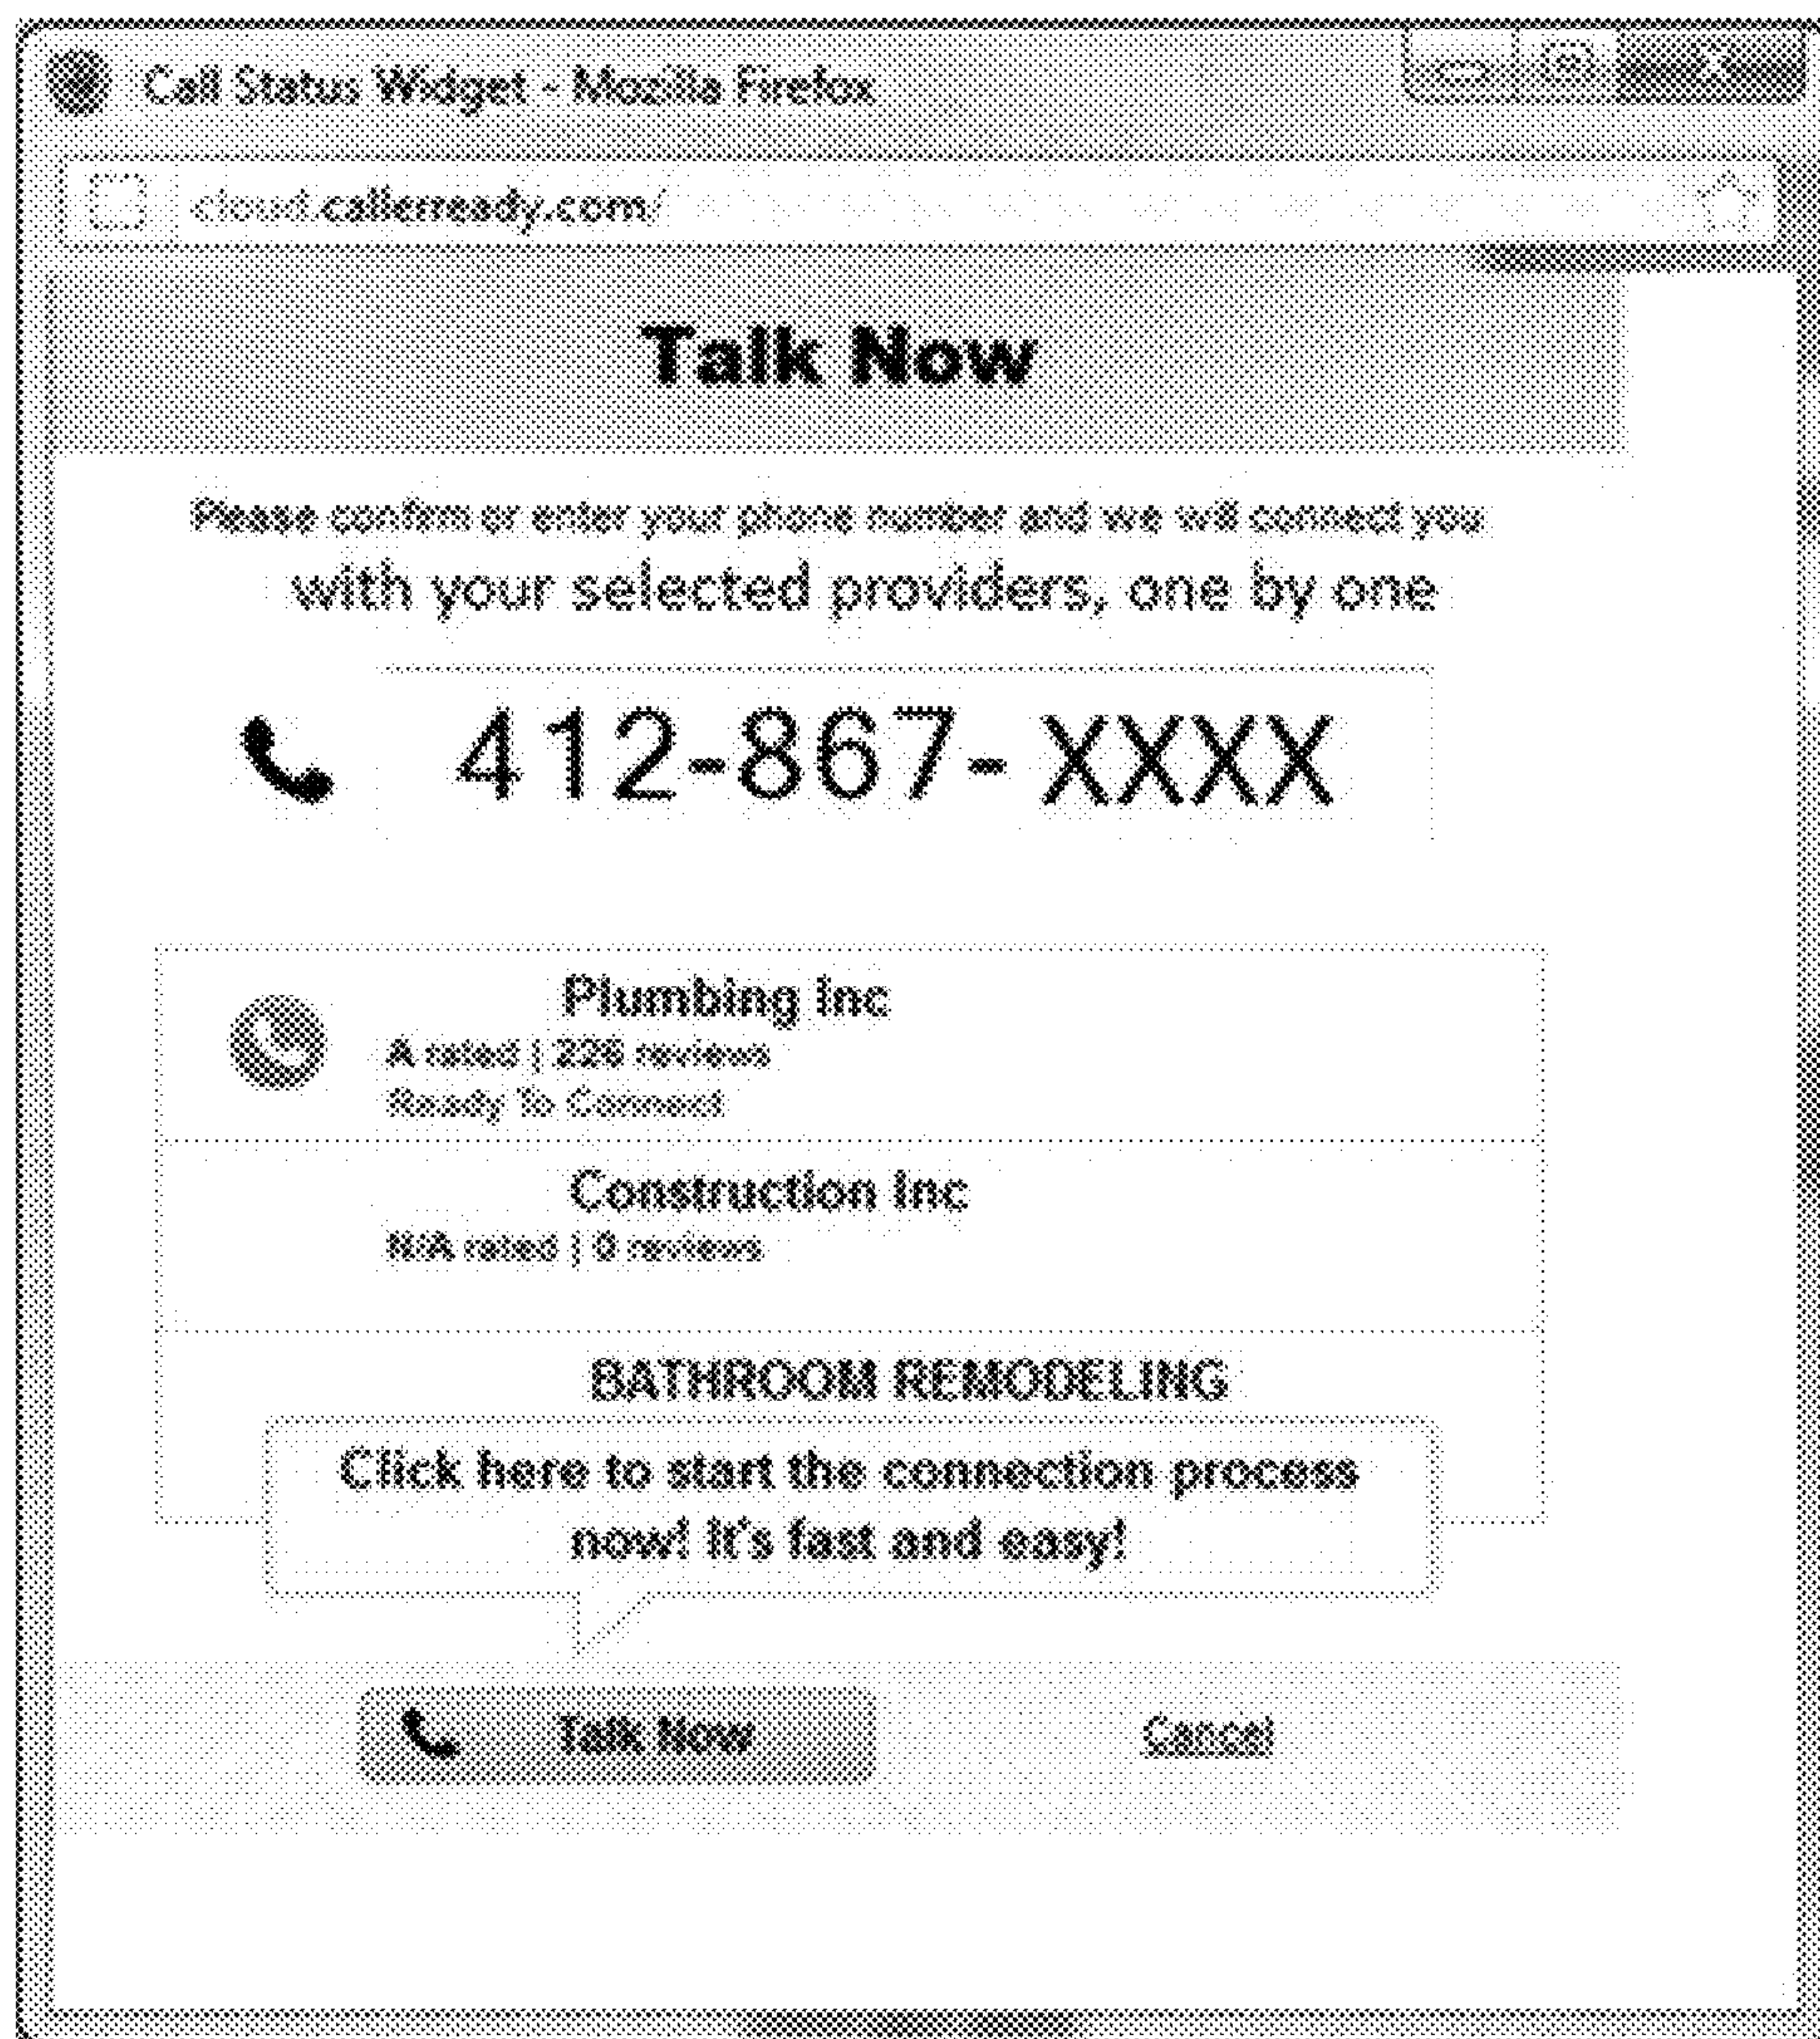 Call Status Widget - Mozilla Firefox
cloud.callerready.com/
Talk Now
Please confirm or enter your phone number and we will connect you
with your selected providers, one by one
412-867- XXXX
Plumbing Inc
A rated | 226 reviews
Ready To Connect
Construction Inc
N/A rated | 0 reviews
BATHROOM REMODELING
Click here to start the connection process
now! It's fast and easy!
Talk Now
Cancel